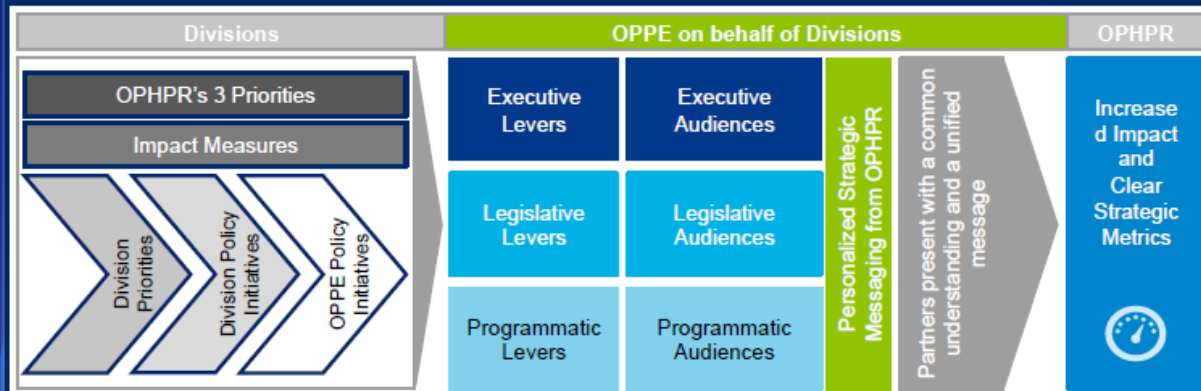 Divisions
OPPE on behalf of Divisions
OPHPR
OPHPR's 3 Priorities
Impact Measures
Division
Priorities
Division Policy
Initiatives
OPPE Policy
Initiatives
Executive
Levers
Executive
Audiences
Legislative
Levers
Legislative
Audiences
Programmatic
Levers
Programmatic
Audiences
Personalized Strategic
Messaging from OPHPR
Partners present with a common
understanding and a unified
message
Increase
d Impact
and
Clear
Strategic
Metrics